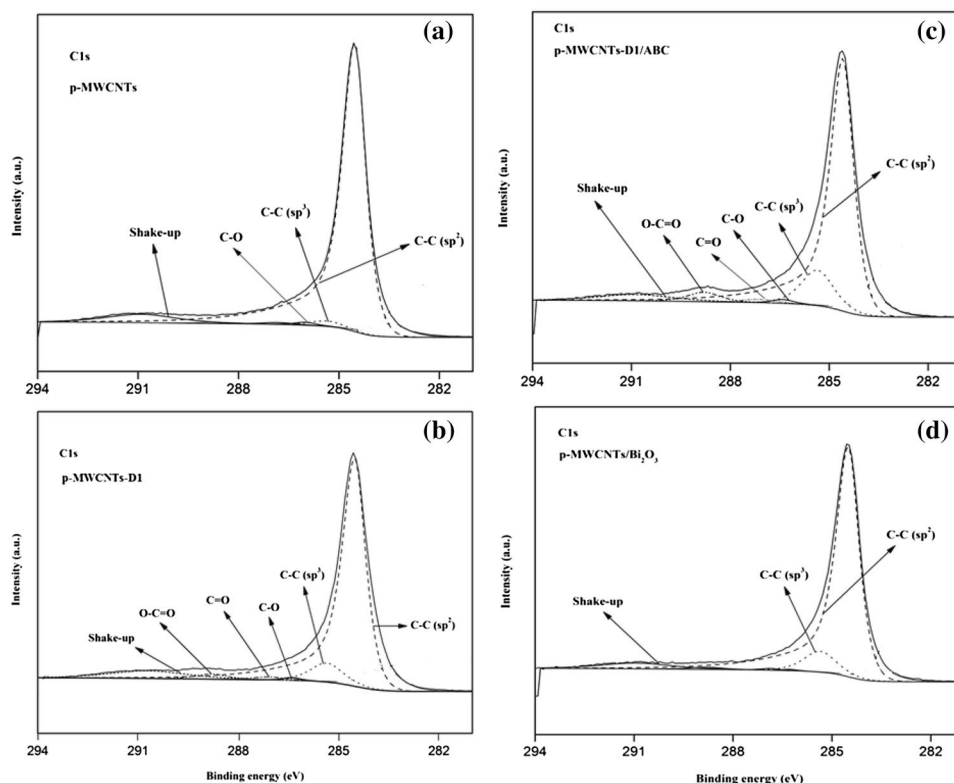 (a)
C1s
p-MWCNTs
Intensity (a.u.)
Shake-up
C-O
C-C (sp³)
C-C (sp²)
294 291 288 285 282
(c)
C1s
p-MWCNTs-D1/ABC
Intensity (a.u.)
Shake-up
O-C=O
C=O
C-O
C-C (sp³)
C-C (sp²)
294 291 288 285 282
(b)
C1s
p-MWCNTs-D1
Intensity (a.u.)
Shake-up
O-C=O
C=O
C-O
C-C (sp³)
C-C (sp²)
294 291 288 285 282
Binding energy (eV)
(d)
C1s
p-MWCNTs/Bi₂O₃
Intensity (a.u.)
Shake-up
C-C (sp³)
C-C (sp²)
294 291 288 285 282
Binding energy (eV)